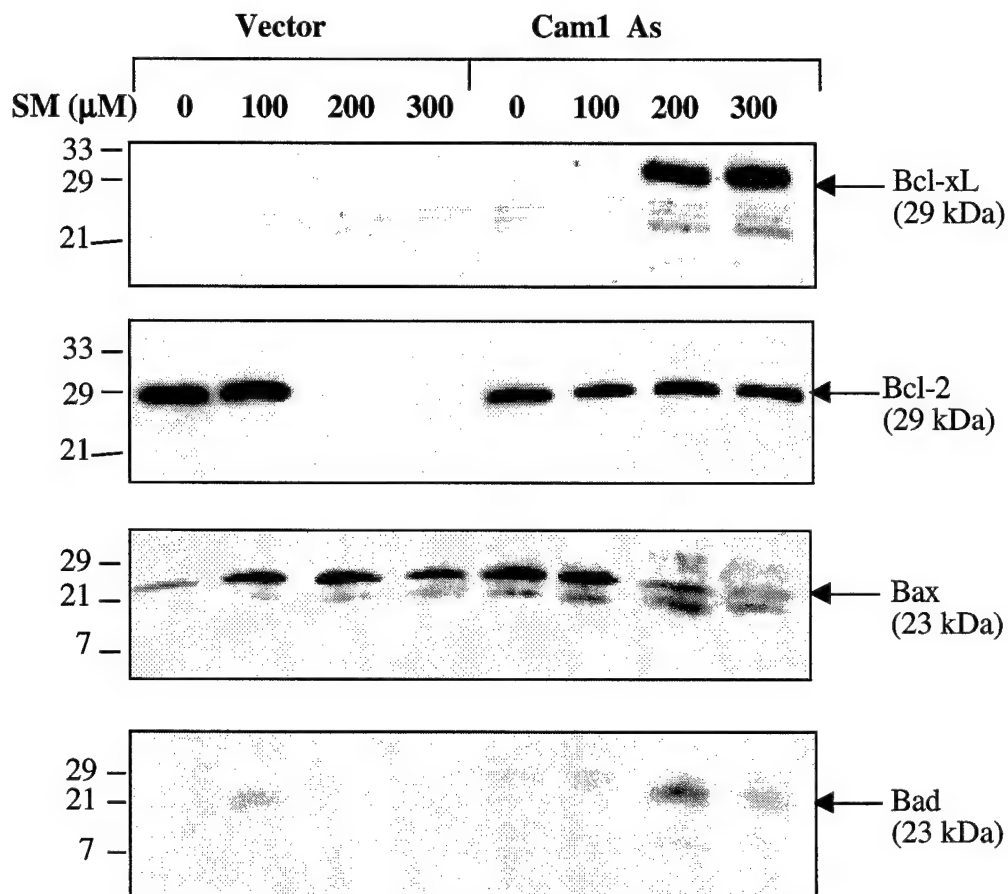 Vector Cam1 As
SM (μM) 0 100 200 300 0 100 200 300
33
29
21
Bcl-xL
(29 kDa)
33
29
21
Bcl-2
(29 kDa)
29
21
7
Bax
(23 kDa)
29
21
7
Bad
(23 kDa)